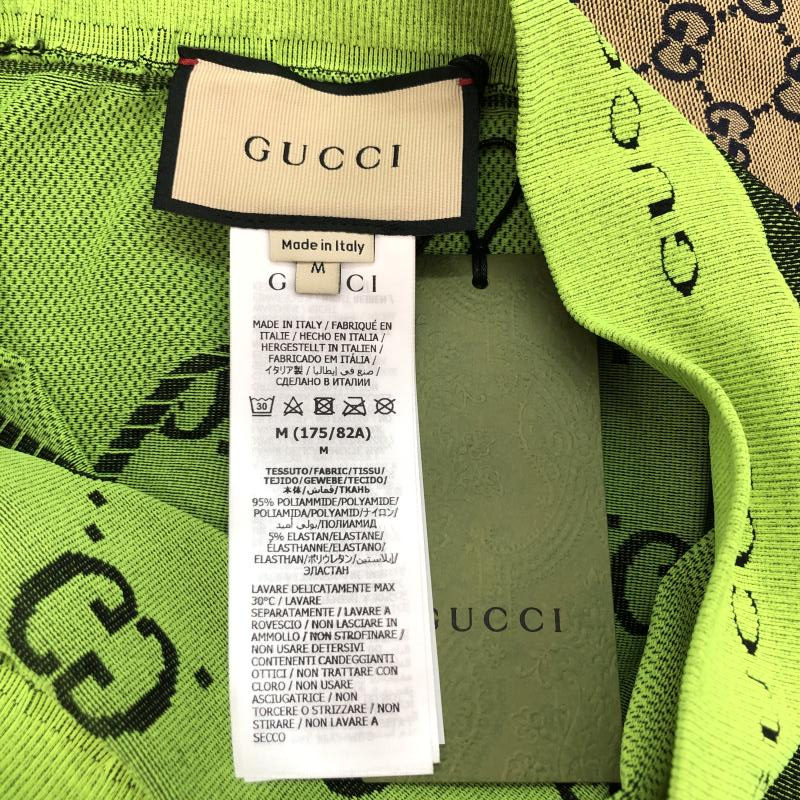 GUCCI
Made in Italy
M
G CI
MADE IN ITALY / FABRIQUÉ EN
ITALIE / HECHO EN ITALIA /
HERGESTELLT IN ITALIEN /
FABRICADO EM ITÁLIA /
イタリア製 / صنع في إيطاليا /
СДЕЛАНО В ИТАЛИИ
30
M (175/82A)
M
TESSUTO/FABRIC/TISSU/
TEJIDO/GEWEBE/TECIDO/
本体/قماش/ТКАНЬ
95% POLIAMMIDE/POLYAMIDE/
POLIAMIDA/POLYAMID/ナイロン/
بولي أميد/ПОЛИАМИД
5% ELASTAN/ELASTANE/
ÉLASTHANNE/ELASTANO/
ELASTHAN/ポリウレタン/إيلاستين/
ЭЛАСТАН
LAVARE DELICATAMENTE MAX
30°C / LAVARE
SEPARATAMENTE / LAVARE A
ROVESCIO / NON LASCIARE IN
AMMOLLO / NON STROFINARE /
NON USARE DETERSIVI
CONTENENTI CANDEGGIANTI
OTTICI / NON TRATTARE CON
CLORO / NON USARE
ASCIUGATRICE / NON
TORCERE O STRIZZARE / NON
STIRARE / NON LAVARE A
SECCO
GUCCI
GUC
GUCCI